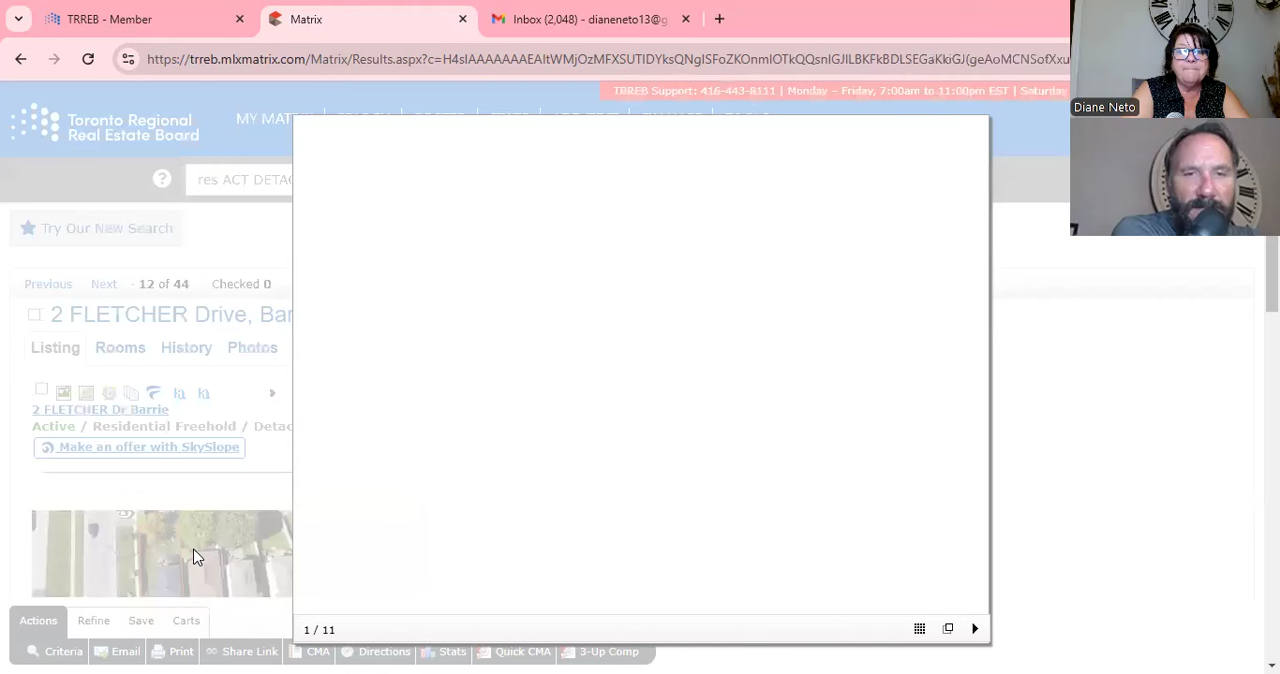 TRREB - Member
Matrix
Inbox (2,048) - dianeneto13@g
https://trreb.mlxmatrix.com/Matrix/Results.aspx?c=
TRREB Support: 416-443-8111 | Monday - Friday, 7:00am to 11:00pm EST | Saturday
Diane Neto
Toronto Regional
Real Estate Board
MY MAT
res ACT DETAC
Try Our New Search
Previous Next · 12 of 44 Checked 0
2 FLETCHER Drive, Bar
Listing Rooms History Photos
2 FLETCHER Dr Barrie
Active / Residential Freehold / Detac
Make an offer with SkySlope
Actions Refine Save Carts
1 / 11
Criteria Email Print Share Link CMA Directions Stats Quick CMA 3-Up Comp